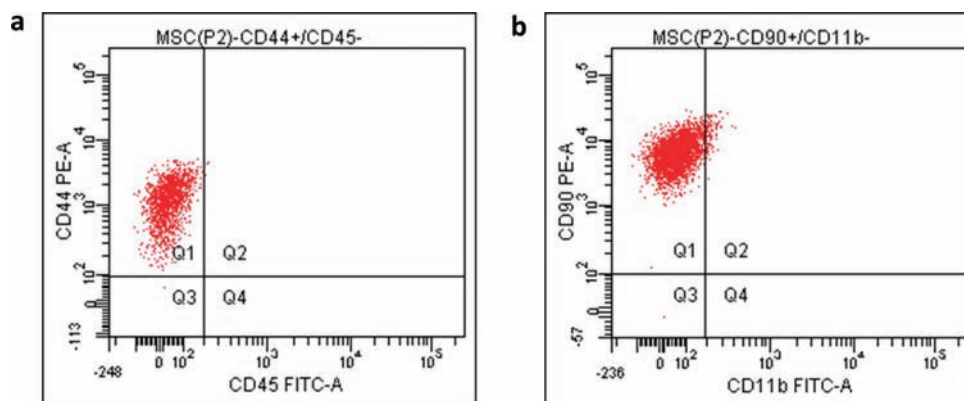 a
MSC(P2)-CD44+/CD45-
CD44 PE-A
10^5
10^4
10^3
10^2
0
-113
Q1 Q2
Q3 Q4
-248
0 10^2 10^3 10^4 10^5
CD45 FITC-A
b
MSC(P2)-CD90+/CD11b-
CD90 PE-A
10^5
10^4
10^3
10^2
0
-57
Q1 Q2
Q3 Q4
-236
0 10^2 10^3 10^4 10^5
CD11b FITC-A